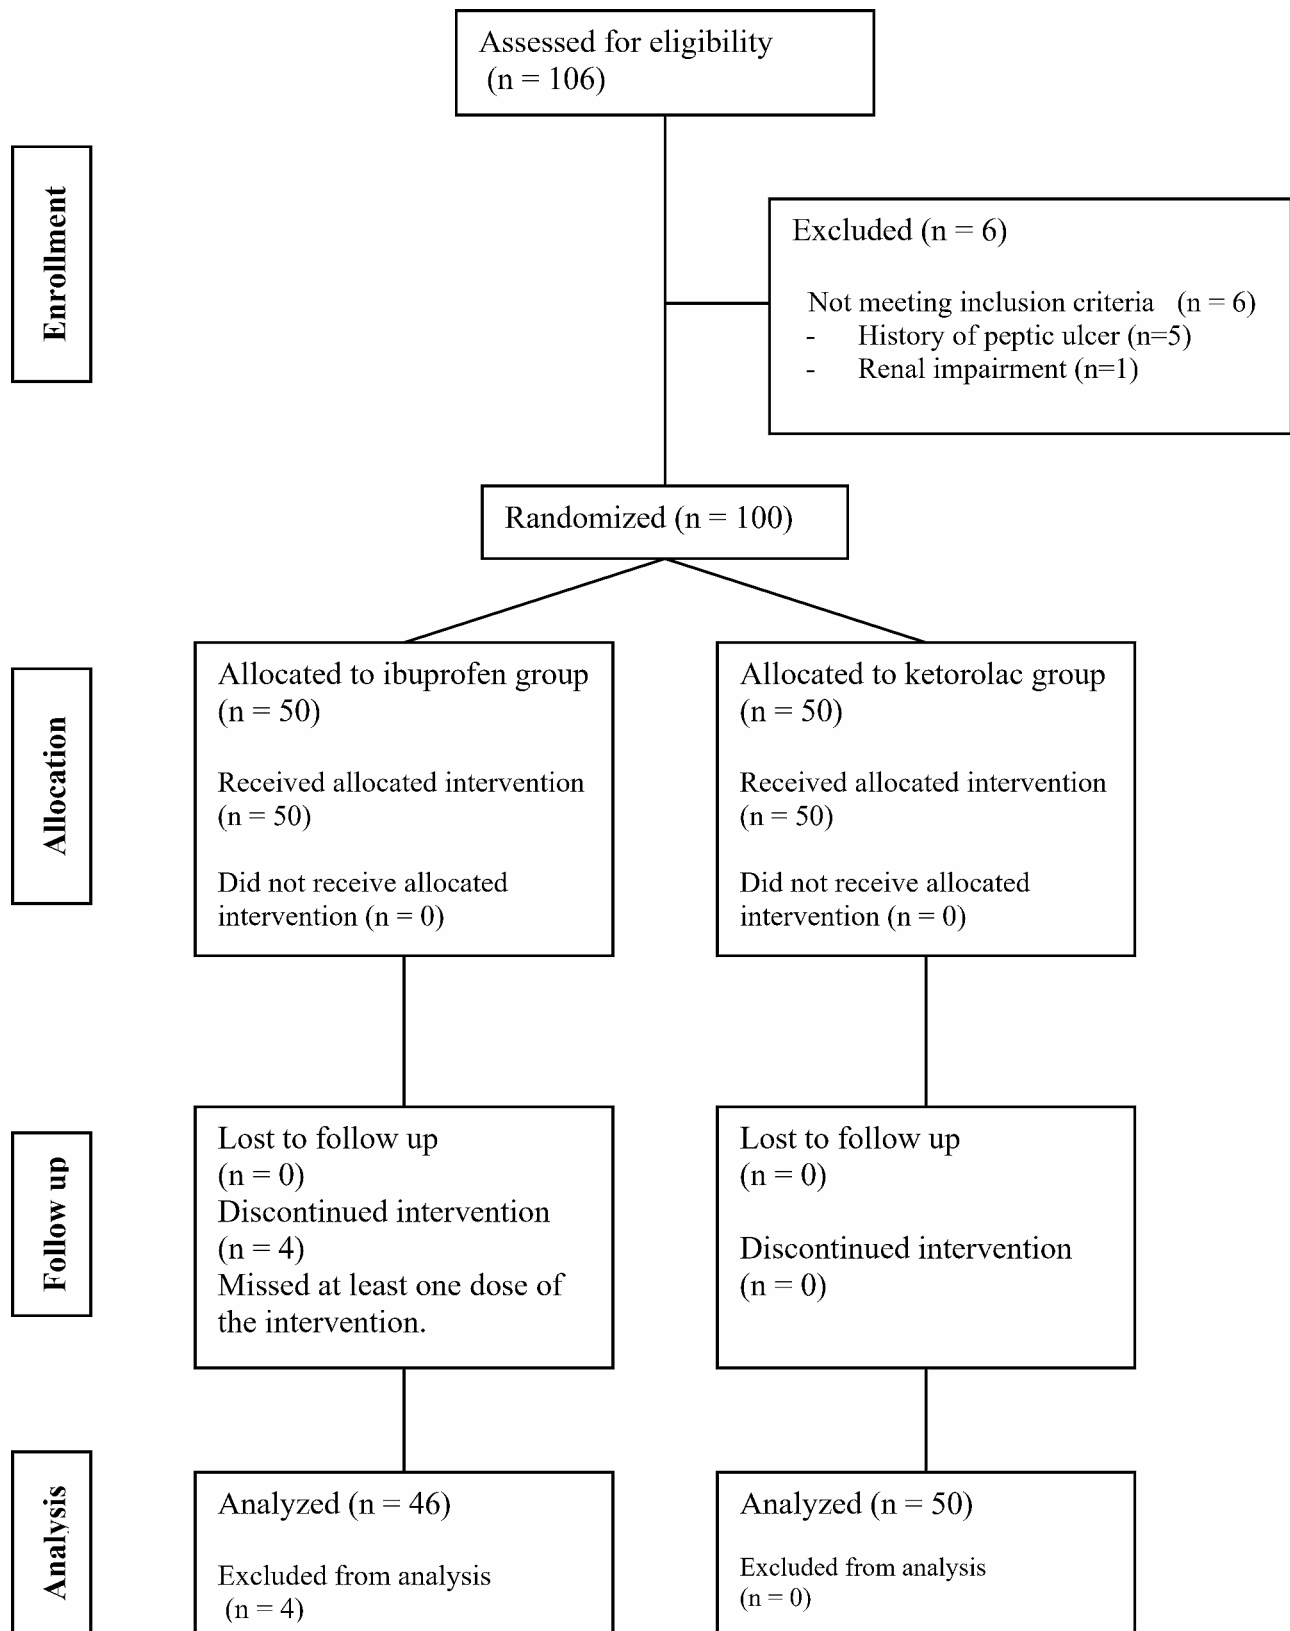 Assessed for eligibility
(n = 106)
Enrollment
Excluded (n = 6)
Not meeting inclusion criteria (n = 6)
- History of peptic ulcer (n=5)
- Renal impairment (n=1)
Randomized (n = 100)
Allocation
Allocated to ibuprofen group
(n = 50)
Received allocated intervention
(n = 50)
Did not receive allocated
intervention (n = 0)
Allocated to ketorolac group
(n = 50)
Received allocated intervention
(n = 50)
Did not receive allocated
intervention (n = 0)
Follow up
Lost to follow up
(n = 0)
Discontinued intervention
(n = 4)
Missed at least one dose of
the intervention.
Lost to follow up
(n = 0)
Discontinued intervention
(n = 0)
Analysis
Analyzed (n = 46)
Excluded from analysis
(n = 4)
Analyzed (n = 50)
Excluded from analysis
(n = 0)